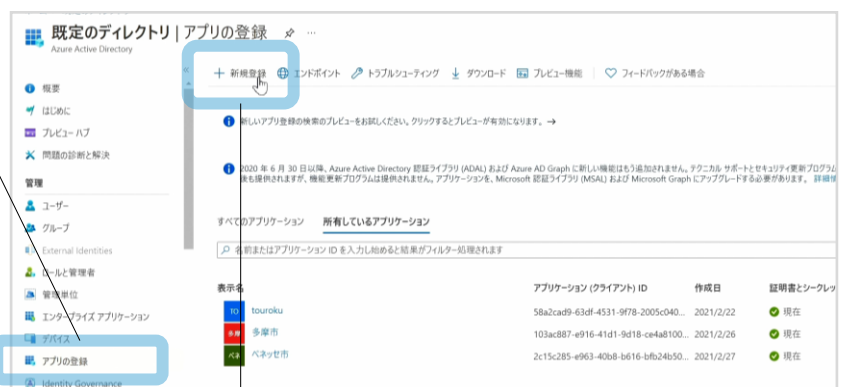 既定のディレクトリ | アプリの登録
Azure Active Directory
新規登録 エンドポイント トラブルシューティング ダウンロード プレビュー機能 フィードバックがある場合
概要
はじめに
プレビュー ハブ
問題の診断と解決
管理
ユーザー
グループ
External Identities
ロールと管理者
管理単位
エンタープライズ アプリケーション
デバイス
アプリの登録
Identity Governance
新しいアプリ登録の検索のプレビューをお試しください。クリックするとプレビューが有効になります。 →
2020 年 6 月 30 日以降、Azure Active Directory 認証ライブラリ (ADAL) および Azure AD Graph に新しい機能はもう追加されません。テクニカル サポートとセキュリティ更新プログラム
後も提供されますが、機能更新プログラムは提供されません。アプリケーションを、Microsoft 認証ライブラリ (MSAL) および Microsoft Graph にアップグレードする必要があります。 詳細情
すべてのアプリケーション 所有しているアプリケーション
名前またはアプリケーション ID を入力し始めると結果がフィルター処理されます
表示名 アプリケーション (クライアント) ID 作成日 証明書とシークレッ
TO touroku 58a2cad9-63df-4531-9f78-2005c040... 2021/2/22 現在
多摩 多摩市 103ac887-e916-41d1-9d18-ce4a8100... 2021/2/26 現在
ベネ ベネッセ市 2c15c285-e963-40b8-b616-bfb24b50... 2021/2/27 現在